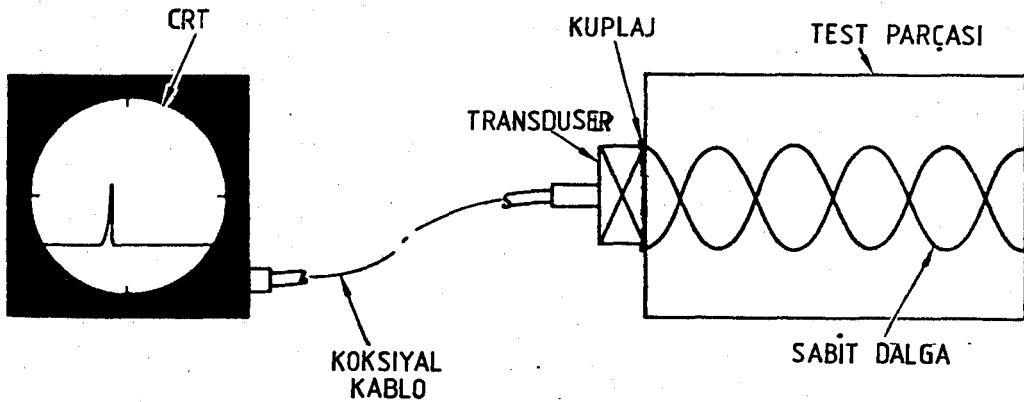 CRT
KUPLAJ
TEST PARÇASI
TRANSDUSER
KOKSIYAL
KABLO
SABİT DALGA